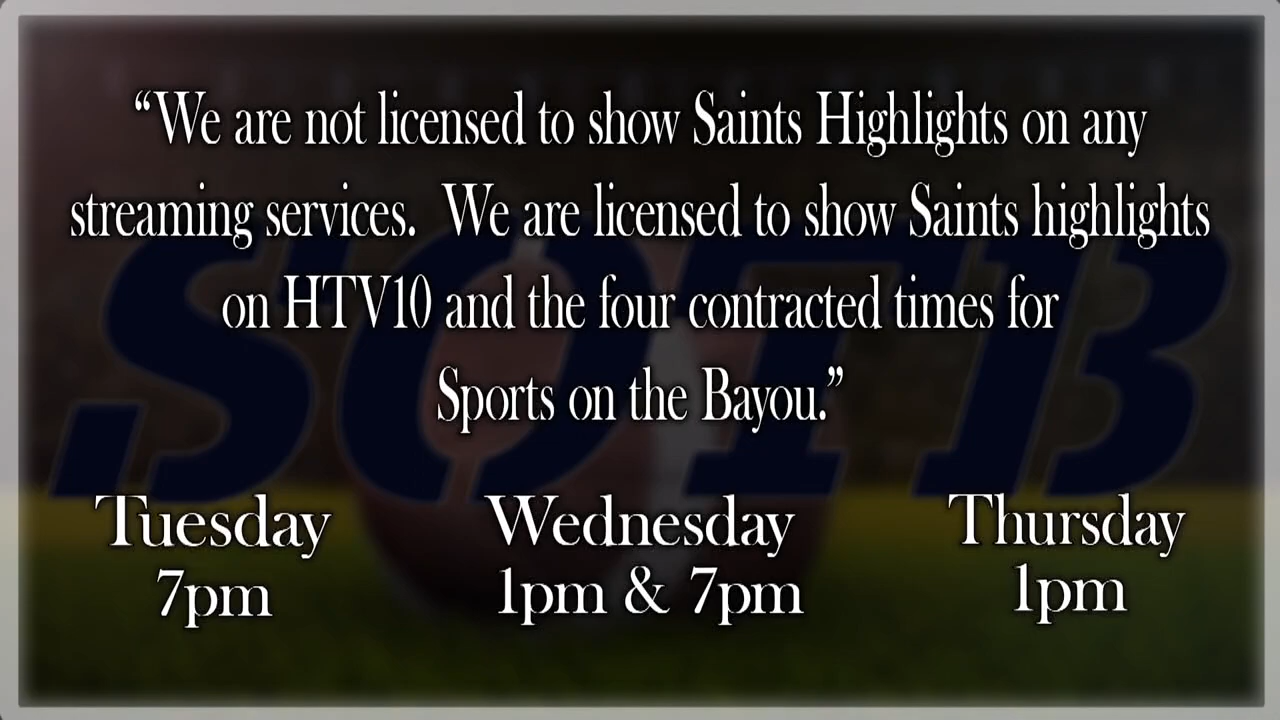 “We are not licensed to show Saints Highlights on any
streaming services.  We are licensed to show Saints highlights
on HTV10 and the four contracted times for
Sports on the Bayou.”
SOTB
Tuesday Wednesday Thursday
7pm 1pm & 7pm 1pm